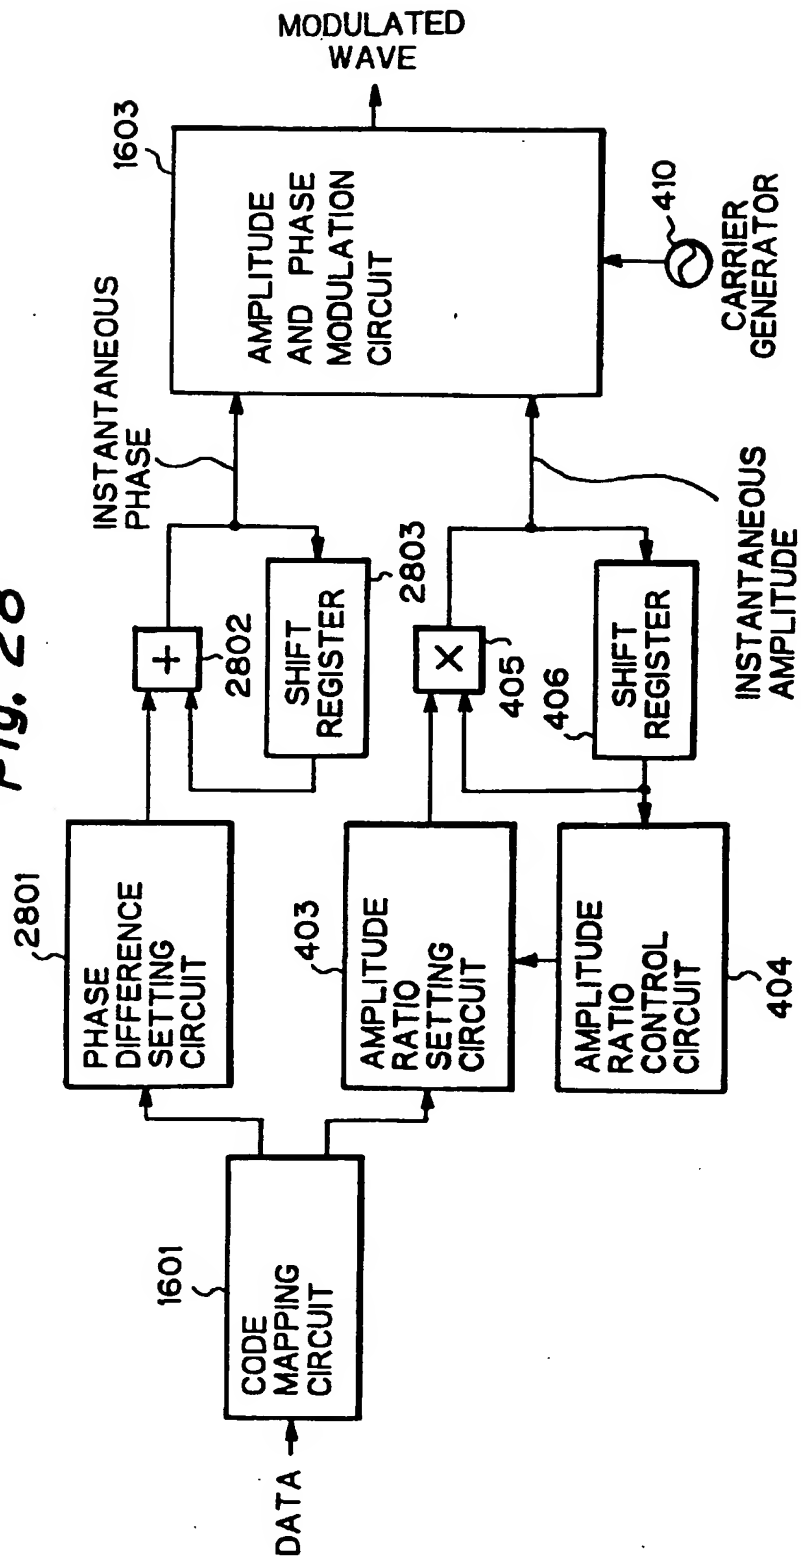 Fig. 28
DATA
1601
CODE
MAPPING
CIRCUIT
2801
PHASE
DIFFERENCE
SETTING
CIRCUIT
403
AMPLITUDE
RATIO
SETTING
CIRCUIT
AMPLITUDE
RATIO
CONTROL
CIRCUIT
404
+
2802
SHIFT
REGISTER
2803
×
405
406
SHIFT
REGISTER
INSTANTANEOUS
PHASE
INSTANTANEOUS
AMPLITUDE
1603
AMPLITUDE
AND PHASE
MODULATION
CIRCUIT
410
CARRIER
GENERATOR
MODULATED
WAVE